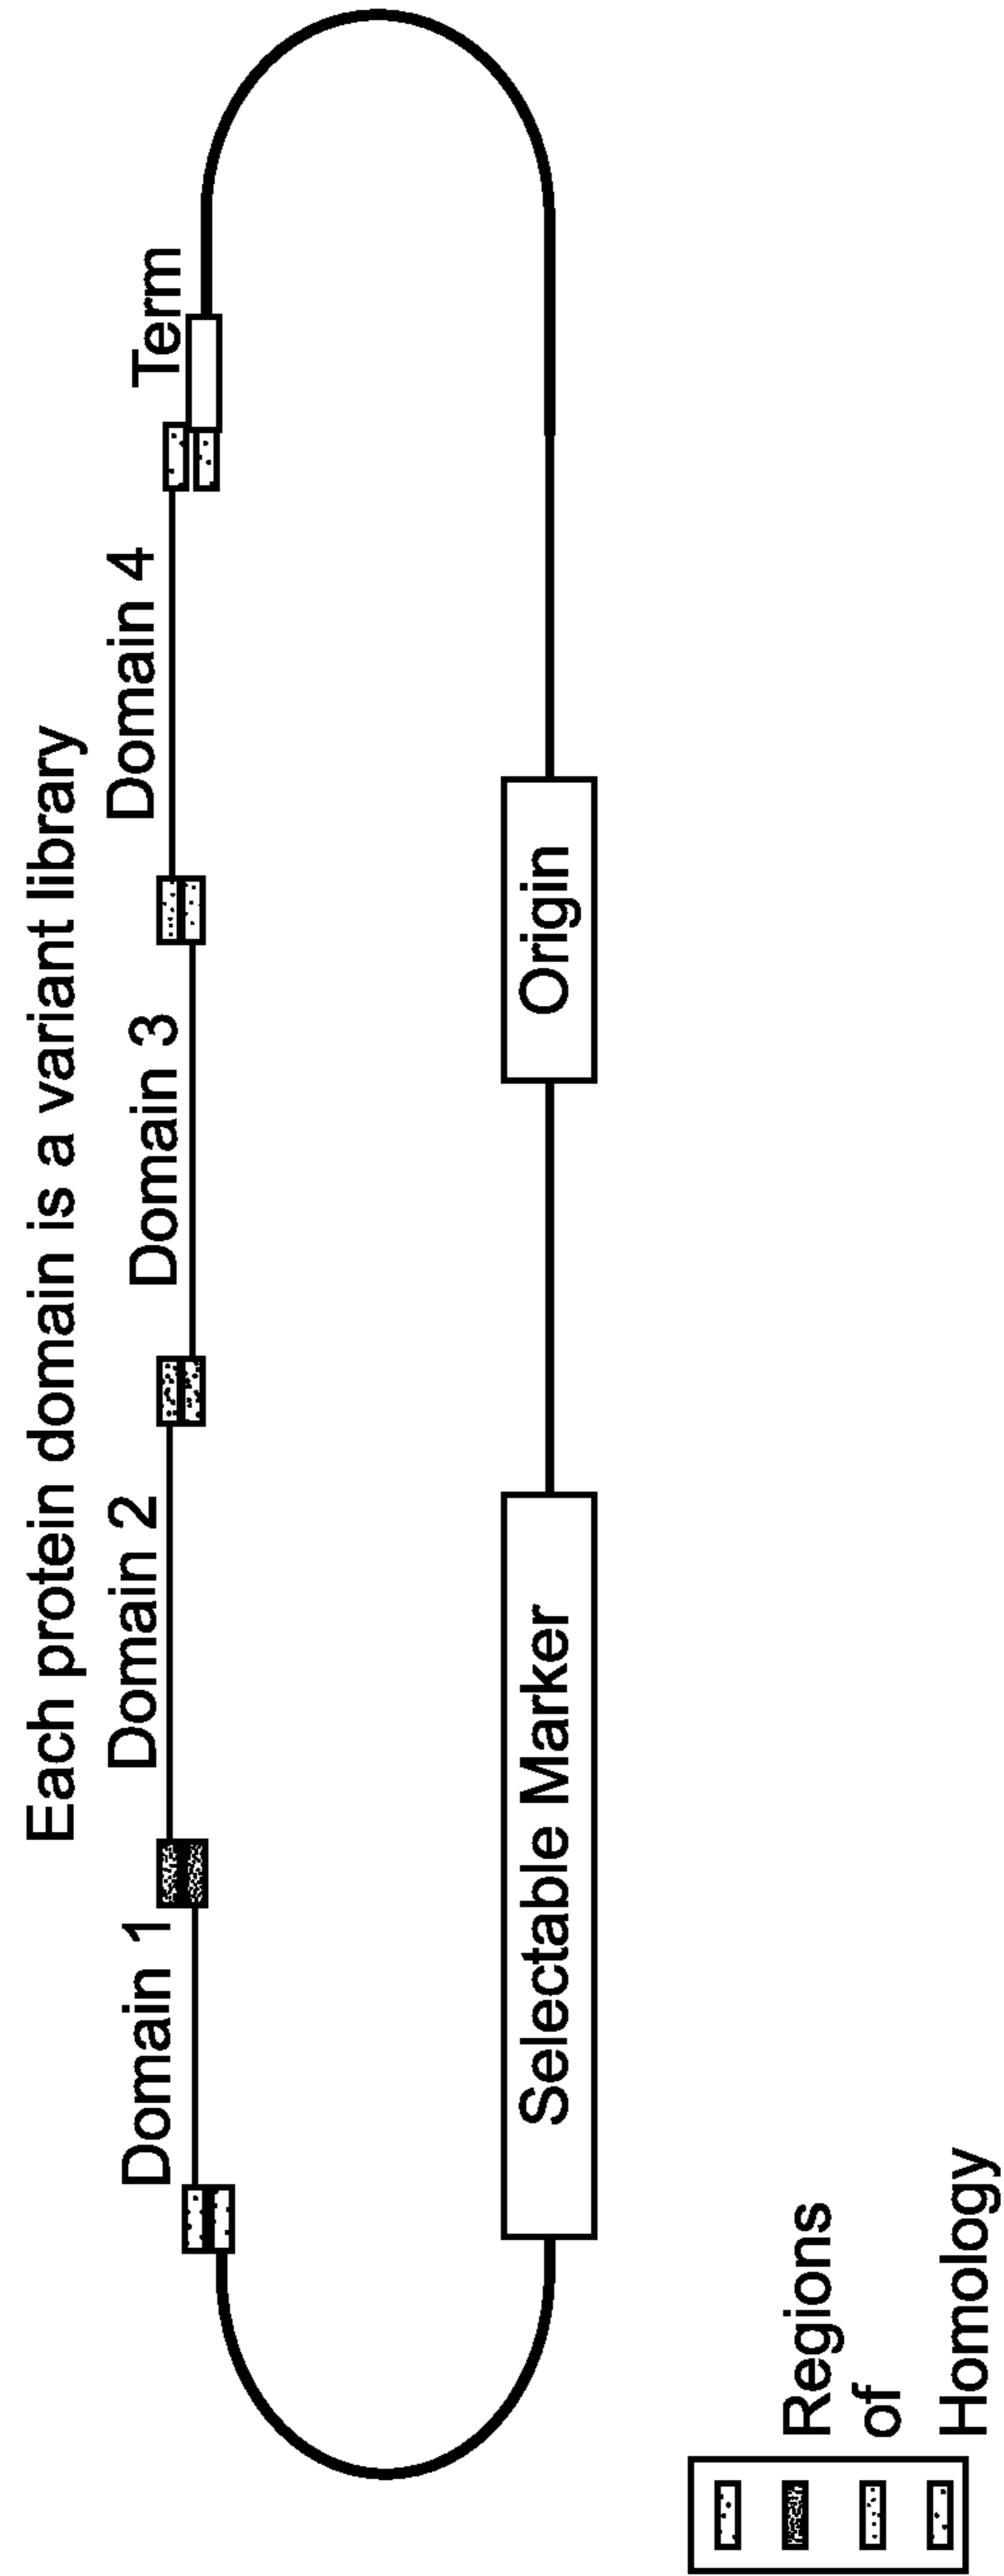 Each protein domain is a variant library
Domain 1
Domain 2
Domain 3
Domain 4
Term
Selectable Marker
Origin
Regions
of
Homology